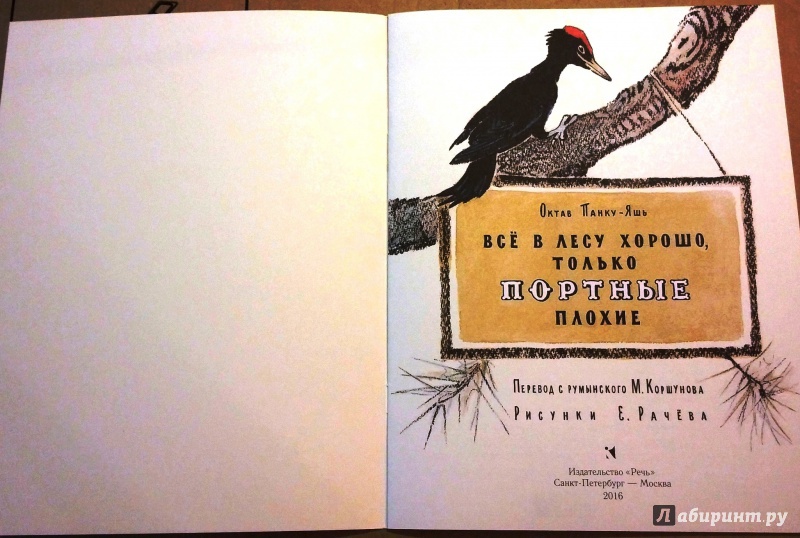 Октав Панку-Яшь
ВСЁ В ЛЕСУ ХОРОШО,
ТОЛЬКО
ПОРТНЫЕ
ПЛОХИЕ
Перевод с румынского М. Коршунова
Рисунки Е. Рачёва
Издательство «Речь»
Санкт-Петербург — Москва
2016
Лабиринт.ру